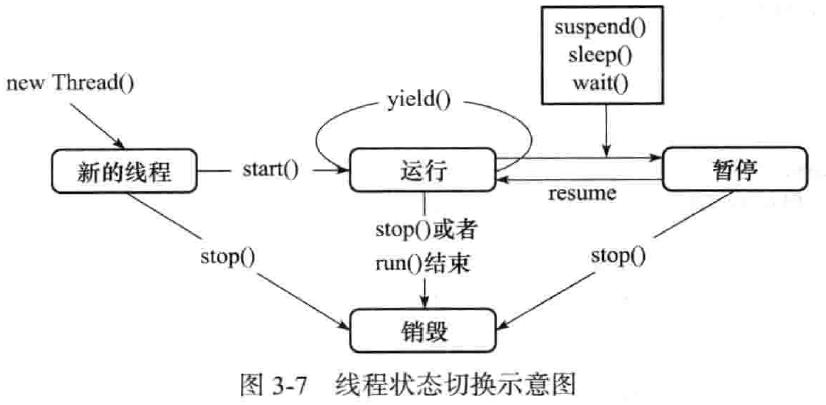 suspend()
sleep()
wait()
new Thread()
yield()
新的线程
start()
运行
暂停
resume
stop()或者
run()结束
stop()
stop()
销毁
图 3-7 线程状态切换示意图